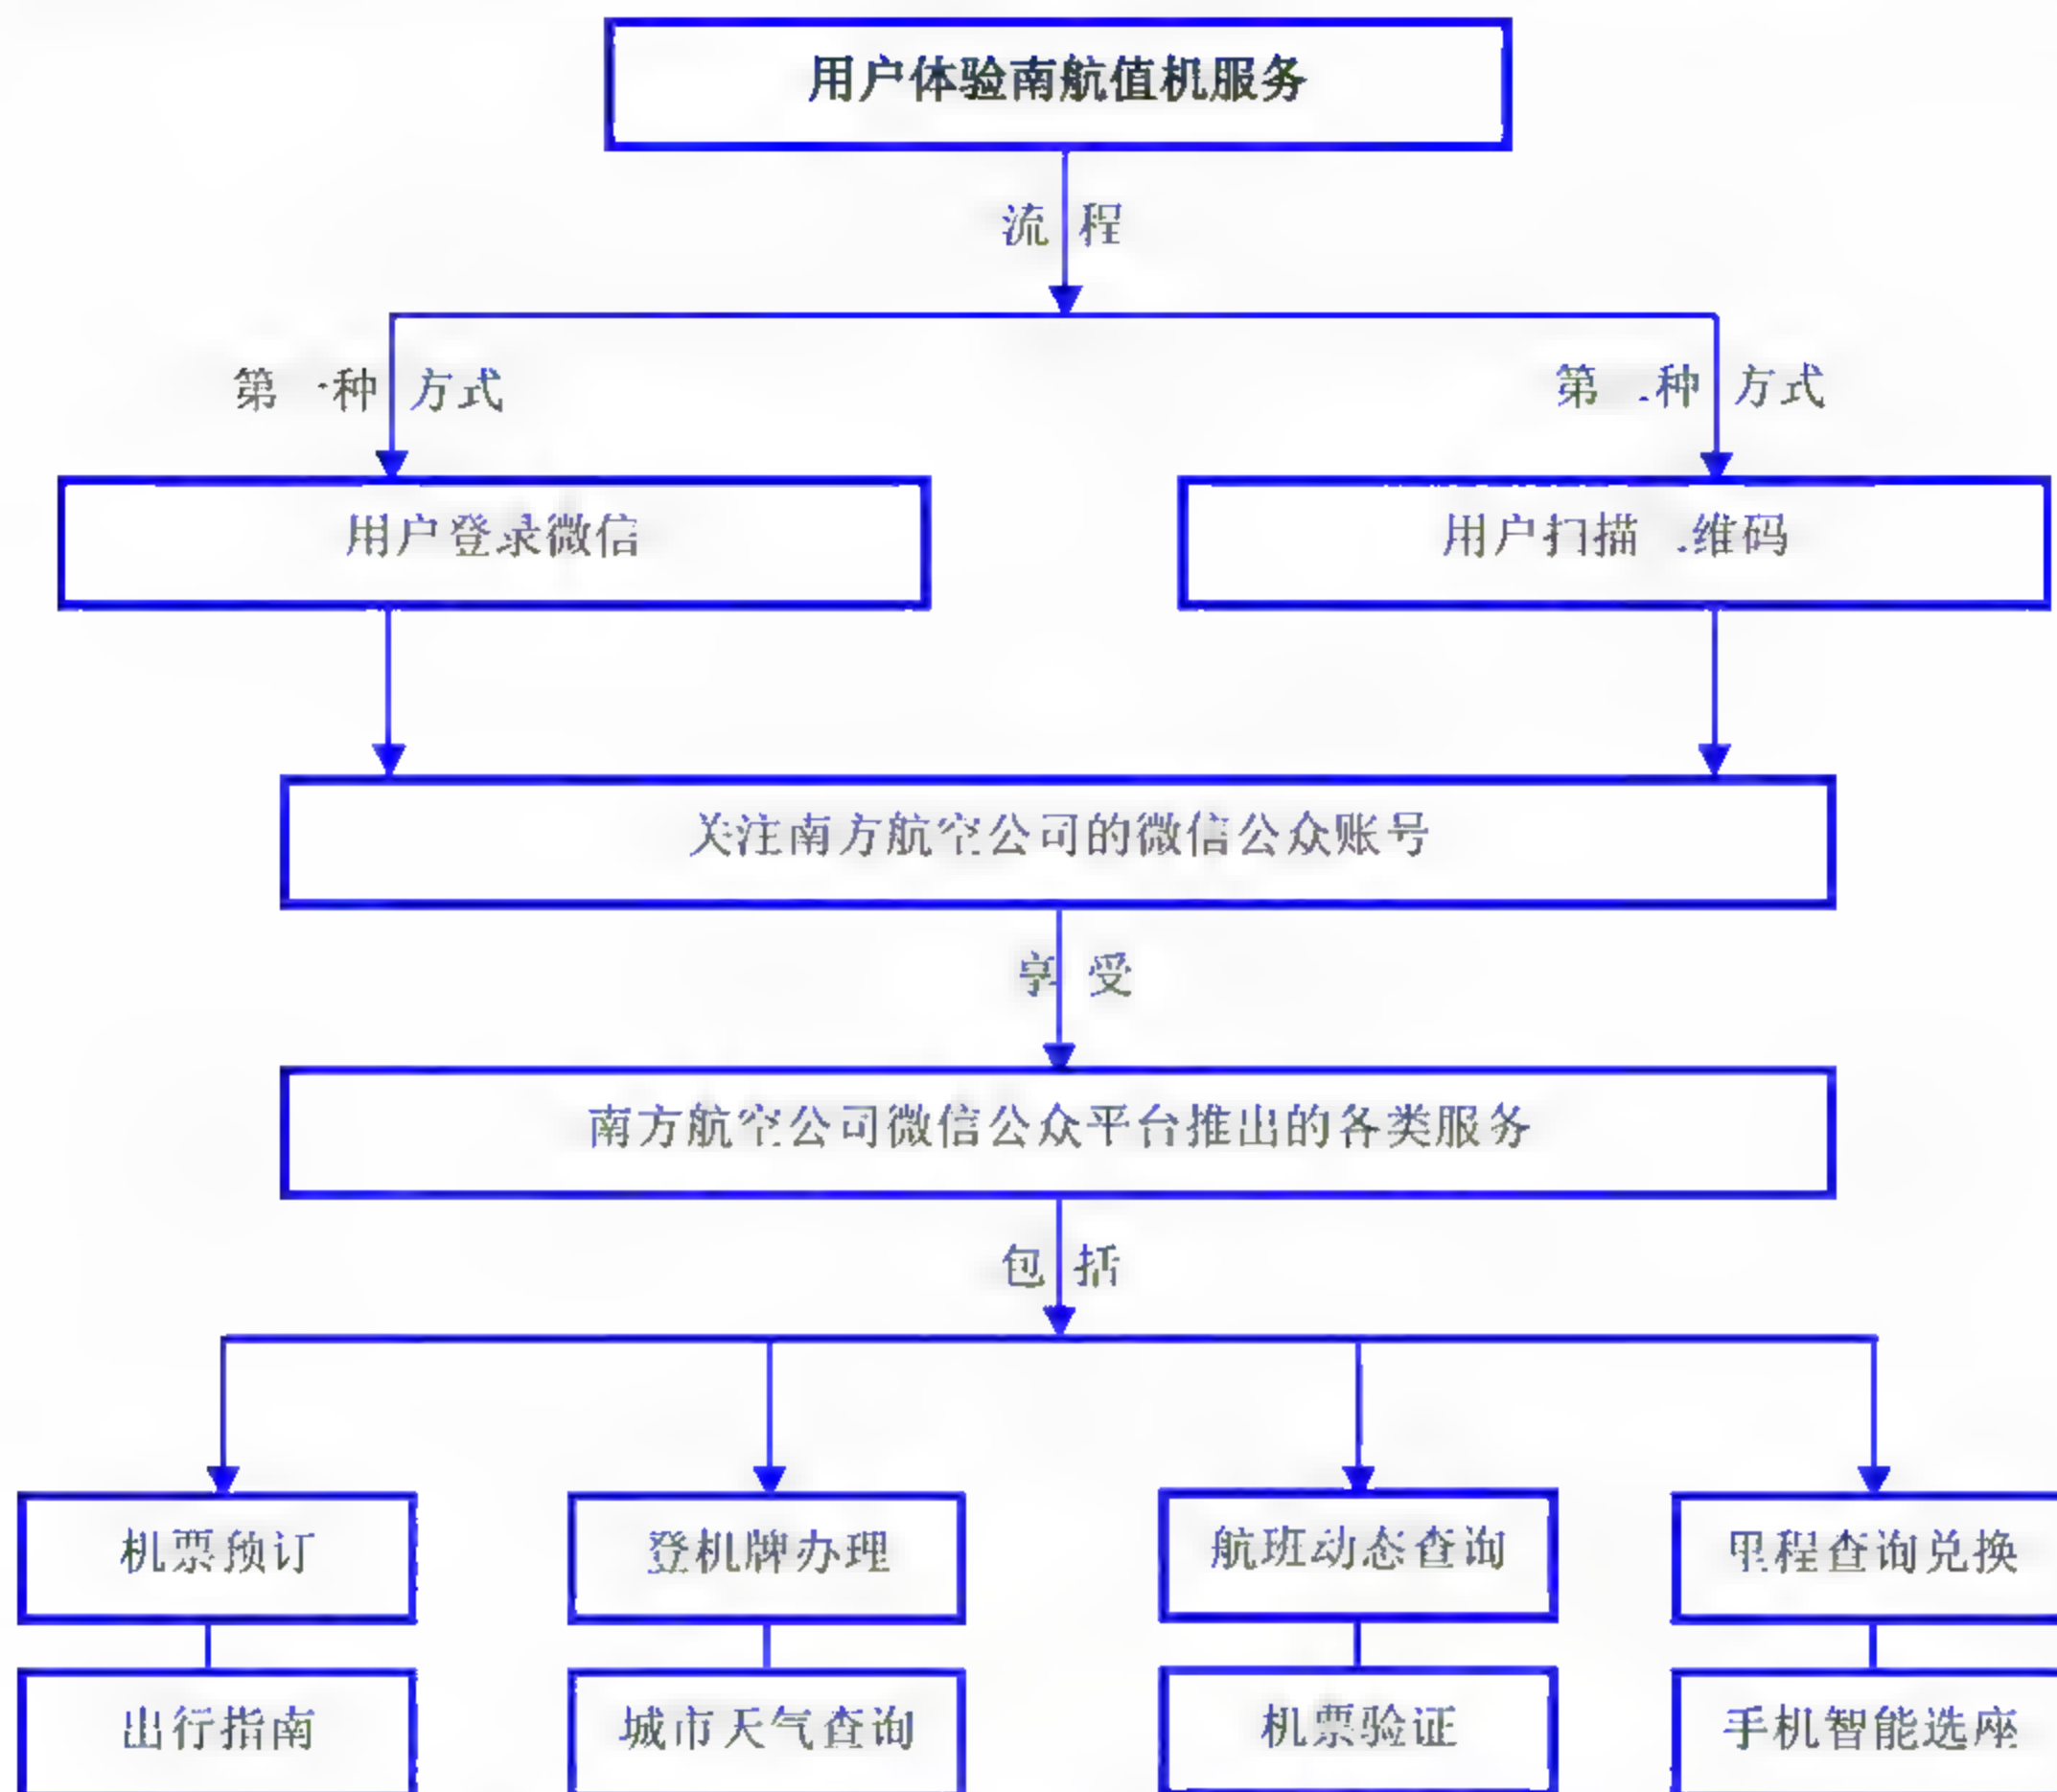 用户体验南航值机服务
流程
第一种方式
第二种方式
用户登录微信
用户扫描二维码
关注南方航空公司的微信公众账号
享受
南方航空公司微信公众平台推出的各类服务
包括
机票预订
登机牌办理
航班动态查询
里程查询兑换
出行指南
城市天气查询
机票验证
手机智能选座